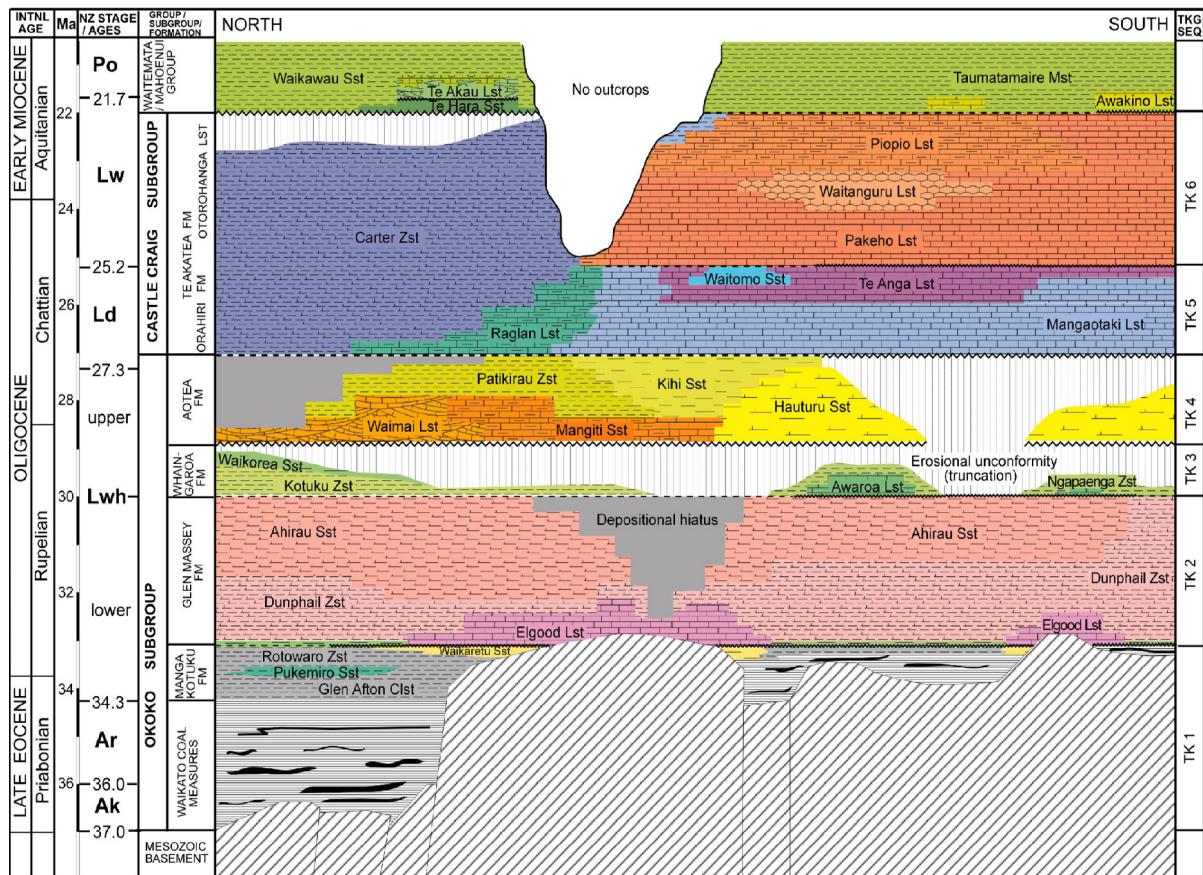 INTNL
AGE
Ma
NZ STAGE
/ AGES
GROUP /
SUBGROUP/
FORMATION
NORTH
SOUTH
TKG
SEQ
EARLY MIOCENE
Aquitanian
OLIGOCENE
Chattian
Rupelian
LATE EOCENE
Priabonian
22
24
26
28
30
32
34
36
Po
21.7
Lw
25.2
Ld
27.3
upper
Lwh
lower
34.3
Ar
36.0
Ak
37.0
WAITEMATA
/ MAHOENUI
GROUP
CASTLE CRAIG SUBGROUP
TE AKATEA FM
OTOROHANGA LST
ORAHIRI FM
AOTEA
FM
WHAIN-
GAROA
FM
OKOKO SUBGROUP
GLEN MASSEY
FM
MANGA
KOTUKU
FM
WAIKATO COAL
MEASURES
MESOZOIC
BASEMENT
Waikawau Sst
Te Akau Lst
Te Hara Sst
No outcrops
Taumatamaire Mst
Awakino Lst
Piopio Lst
Waitanguru Lst
Carter Zst
Pakeho Lst
Waitomo Sst
Te Anga Lst
Raglan Lst
Mangaotaki Lst
Patikirau Zst
Kihi Sst
Waimai Lst
Mangiti Sst
Hauturu Sst
Waikorea Sst
Kotuku Zst
Erosional unconformity
(truncation)
Awaroa Lst
Ngapaenga Zst
Ahirau Sst
Depositional hiatus
Ahirau Sst
Dunphail Zst
Dunphail Zst
Elgood Lst
Elgood Lst
Waikaretu Sst
Rotowaro Zst
Pukemiro Sst
Glen Afton Clst
TK 6
TK 5
TK 4
TK 3
TK 2
TK 1